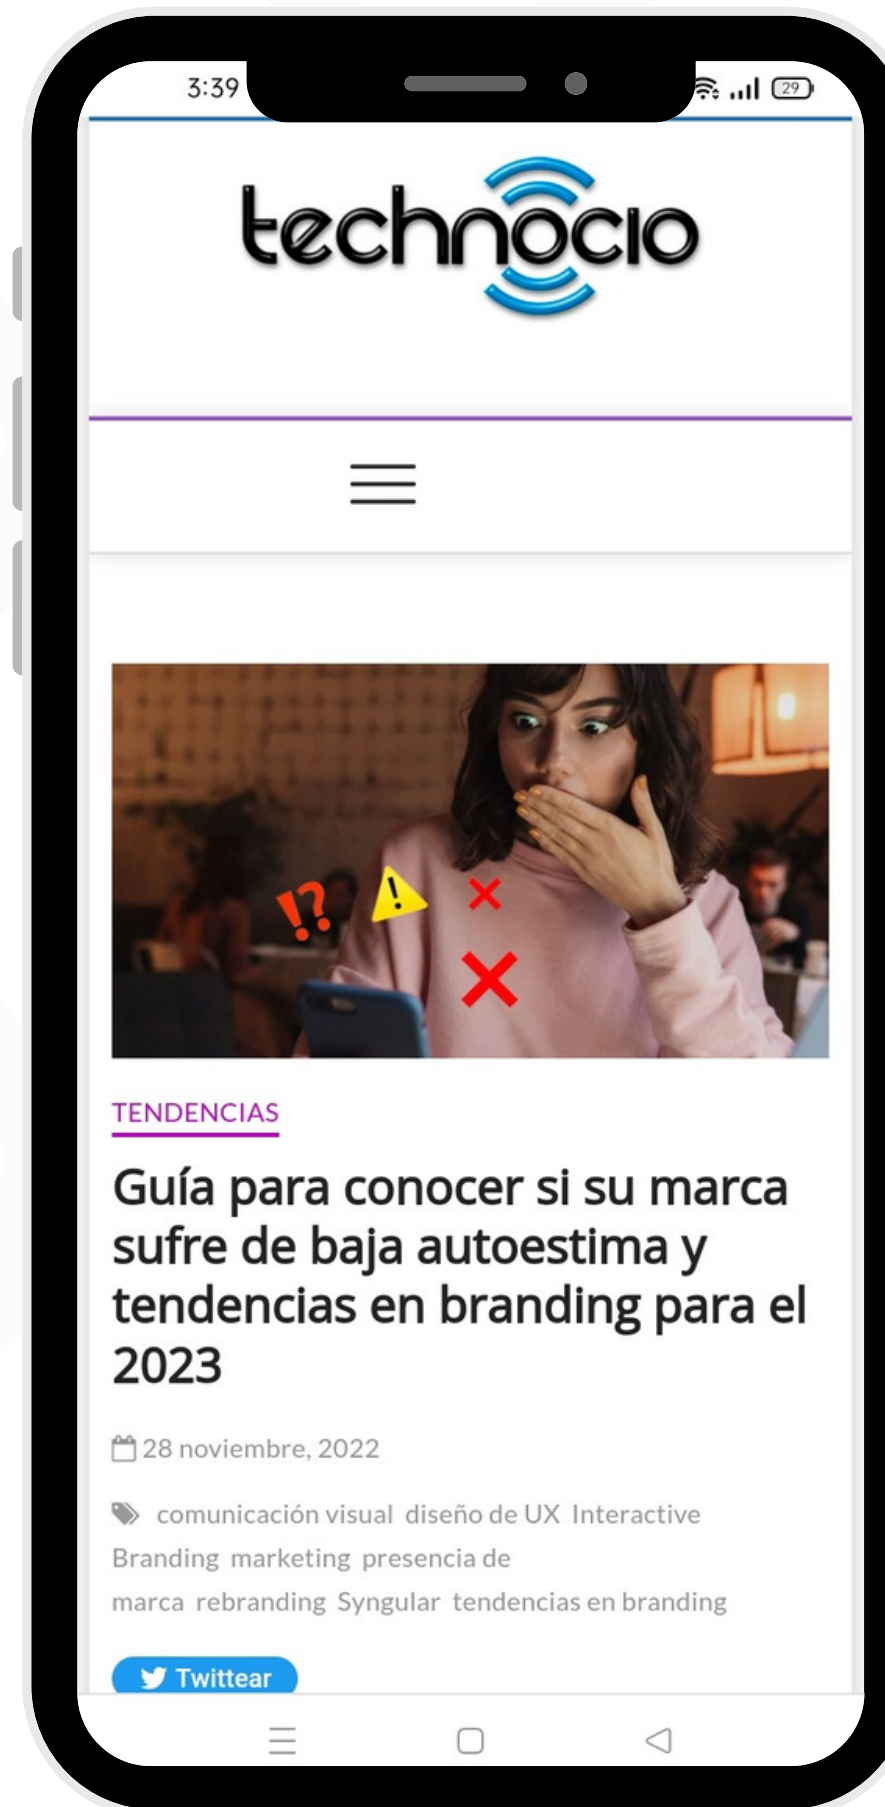 3:39
29
technocio
TENDENCIAS
Guía para conocer si su marca
sufre de baja autoestima y
tendencias en branding para el
2023
28 noviembre, 2022
comunicación visual diseño de UX Interactive
Branding marketing presencia de
marca rebranding Syngular tendencias en branding
Twittear